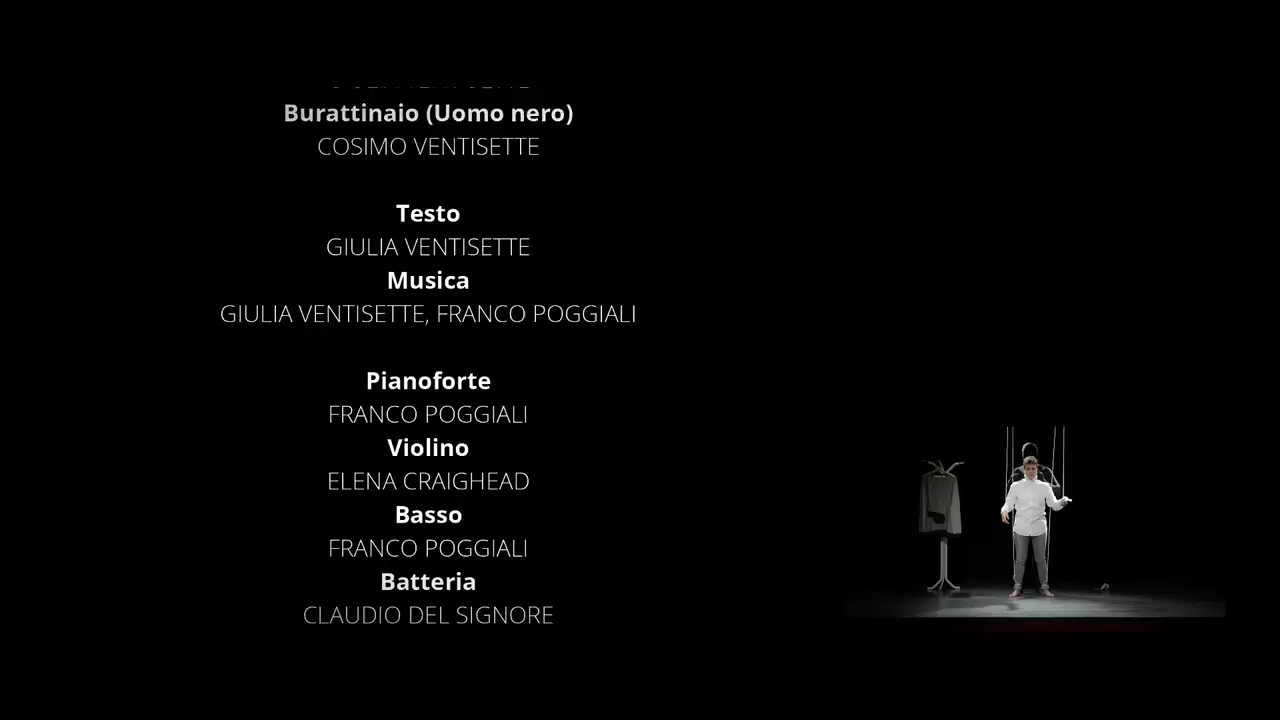 Burattinaio (Uomo nero)
COSIMO VENTISETTE
Testo
GIULIA VENTISETTE
Musica
GIULIA VENTISETTE, FRANCO POGGIALI
Pianoforte
FRANCO POGGIALI
Violino
ELENA CRAIGHEAD
Basso
FRANCO POGGIALI
Batteria
CLAUDIO DEL SIGNORE